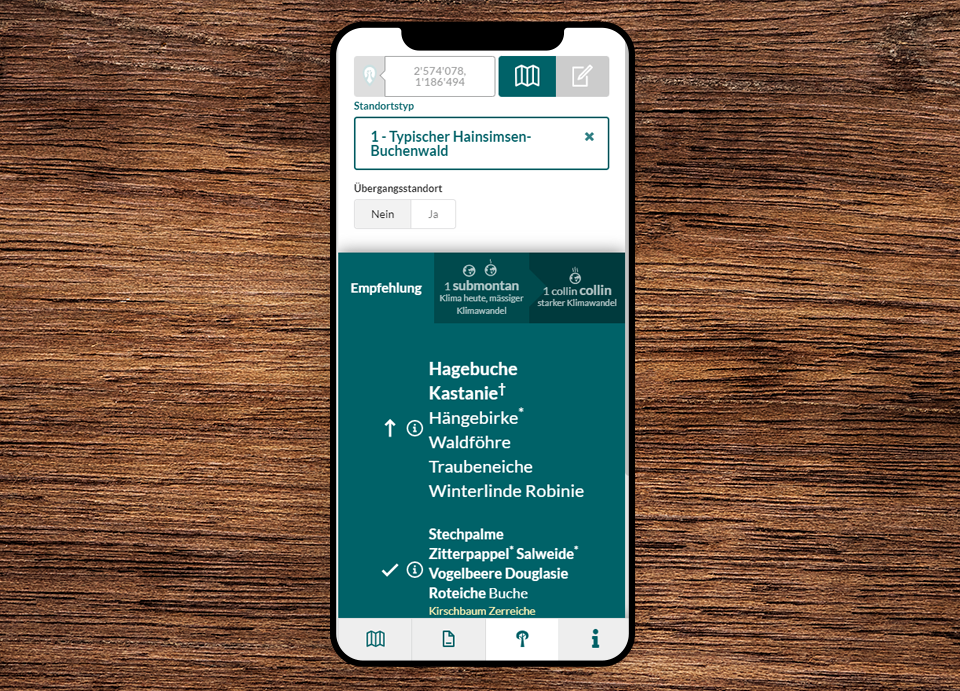 2'574'078,
1'186'494
Standortstyp
1 - Typischer Hainsimsen-
Buchenwald
Übergangsstandort
Nein Ja
Empfehlung
1 submontan
Klima heute, mässiger
Klimawandel
1 collin collin
starker Klimawandel
Hagebuche
Kastanie†
Hängebirke*
Waldföhre
Traubeneiche
Winterlinde Robinie
Stechpalme
Zitterpappel* Salweide*
Vogelbeere Douglasie
Roteiche Buche
Kirschbaum Zerreiche